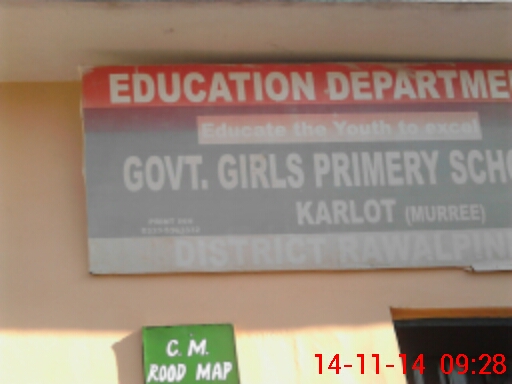 EDUCATION DEPARTME
Educate the Youth to excel
GOVT. GIRLS PRIMERY SCHO
KARLOT (MURREE)
DISTRICT RAWALPIN
C. M.
ROOD MAP
14-11-14 09:28